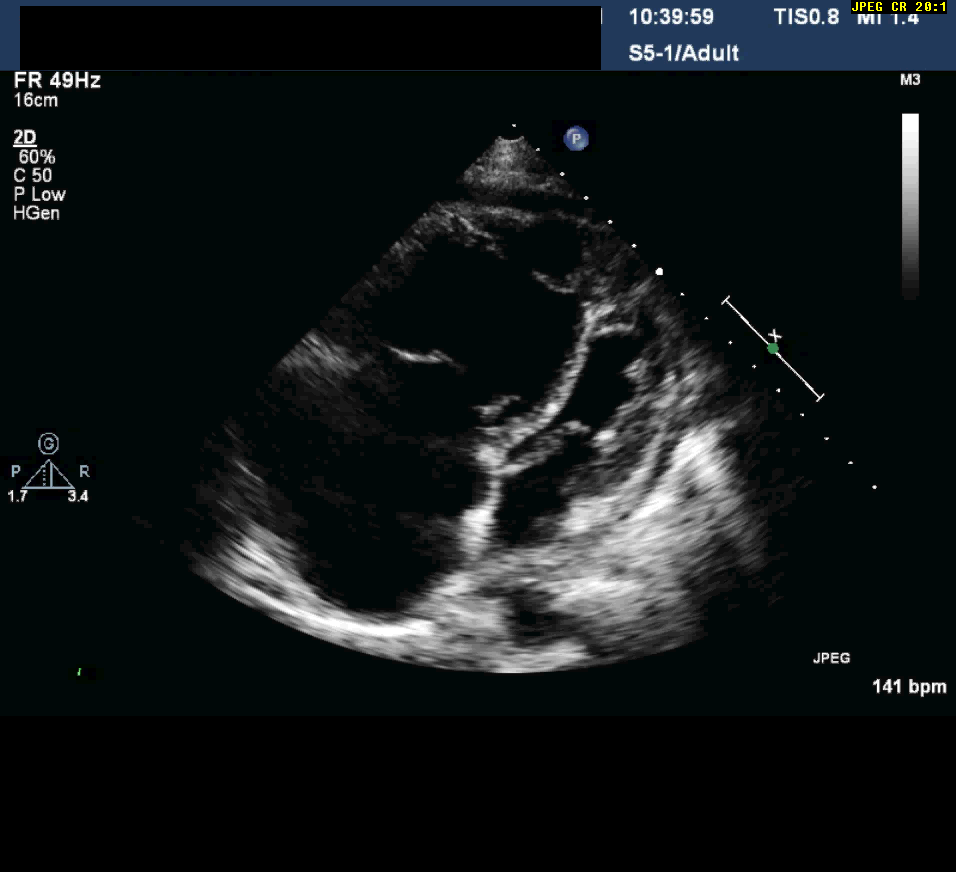 JPEG CR 20:1
10:39:59 TIS0.8 MI 1.4
S5-1/Adult
FR 49Hz
16cm
M3
P
2D
60%
C 50
P Low
HGen
G
P R
1.7 3.4
JPEG
141 bpm